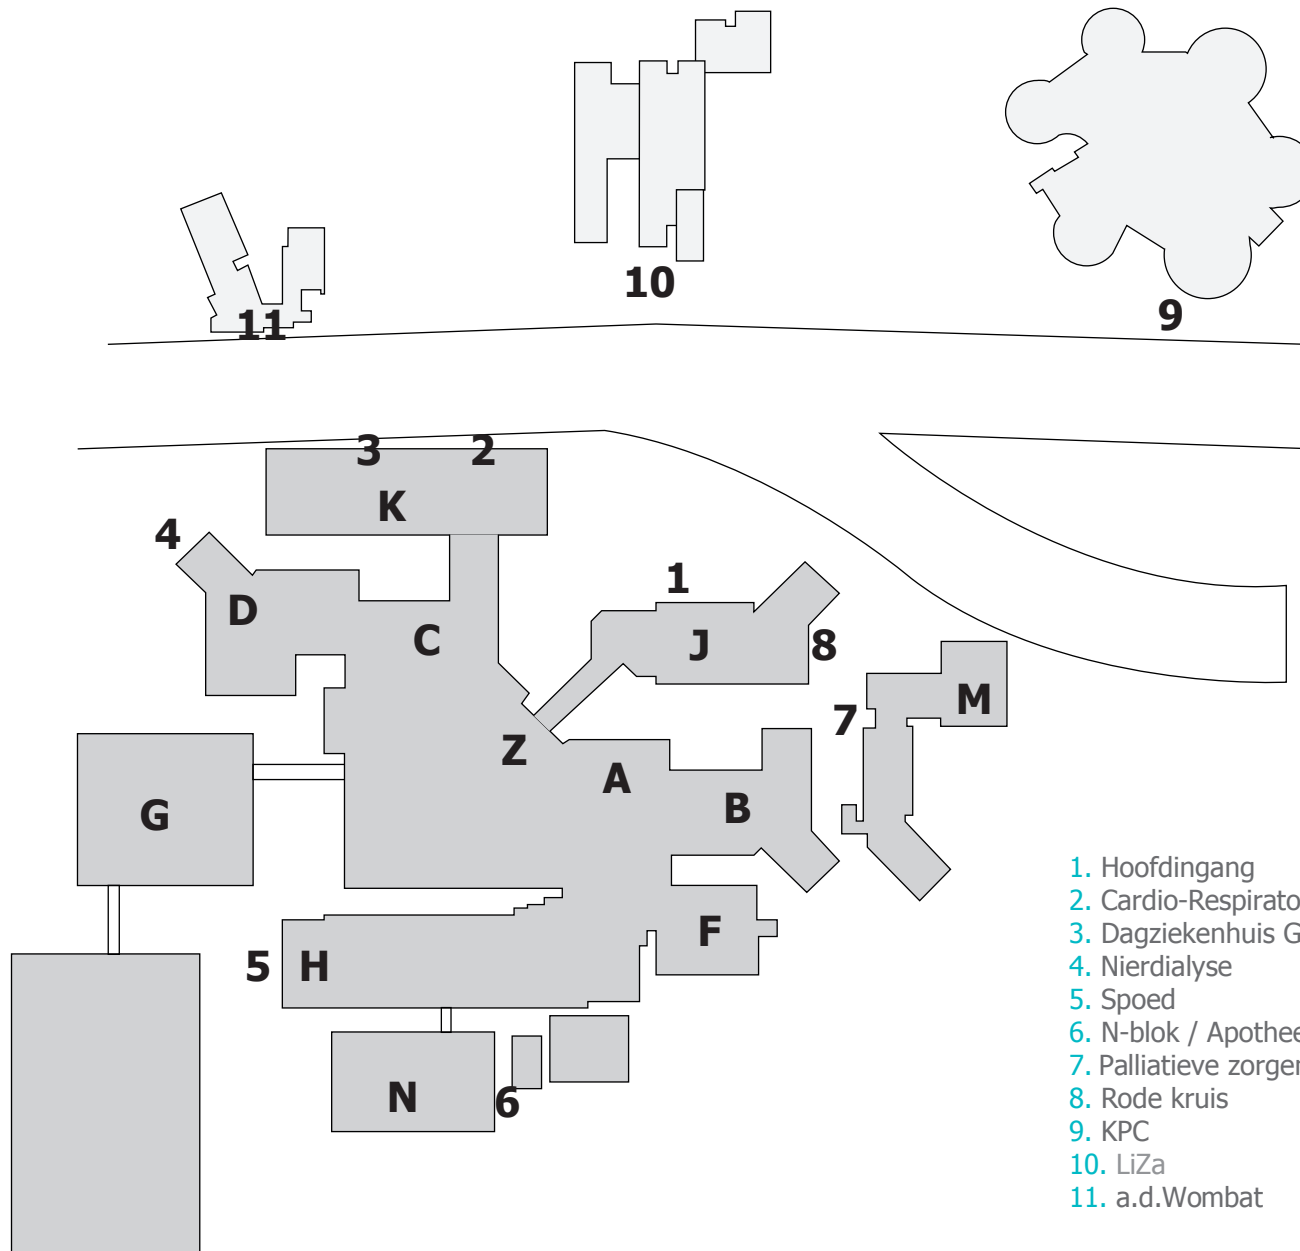 10
9
11
3
2
K
4
1
D
C
J
8
M
7
Z
A
B
G
F
5
H
N
6
1. Hoofdingang
2. Cardio-Respirato
3. Dagziekenhuis G
4. Nierdialyse
5. Spoed
6. N-blok / Apothee
7. Palliatieve zorgen
8. Rode kruis
9. KPC
10. LiZa
11. a.d.Wombat